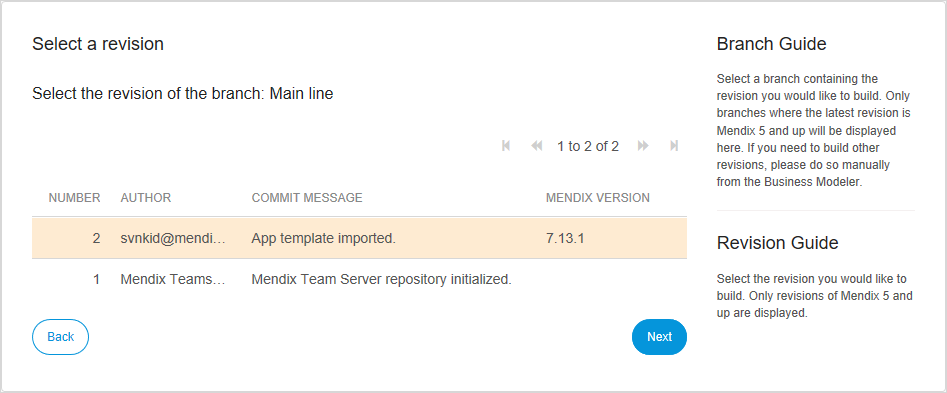 Select a revision
Select the revision of the branch: Main line
1 to 2 of 2
NUMBER AUTHOR COMMIT MESSAGE MENDIX VERSION
2 svnkid@mendi... App template imported. 7.13.1
1 Mendix Teams... Mendix Team Server repository initialized.
Back Next
Branch Guide
Select a branch containing the
revision you would like to build. Only
branches where the latest revision is
Mendix 5 and up will be displayed
here. If you need to build other
revisions, please do so manually
from the Business Modeler.
Revision Guide
Select the revision you would like to
build. Only revisions of Mendix 5 and
up are displayed.